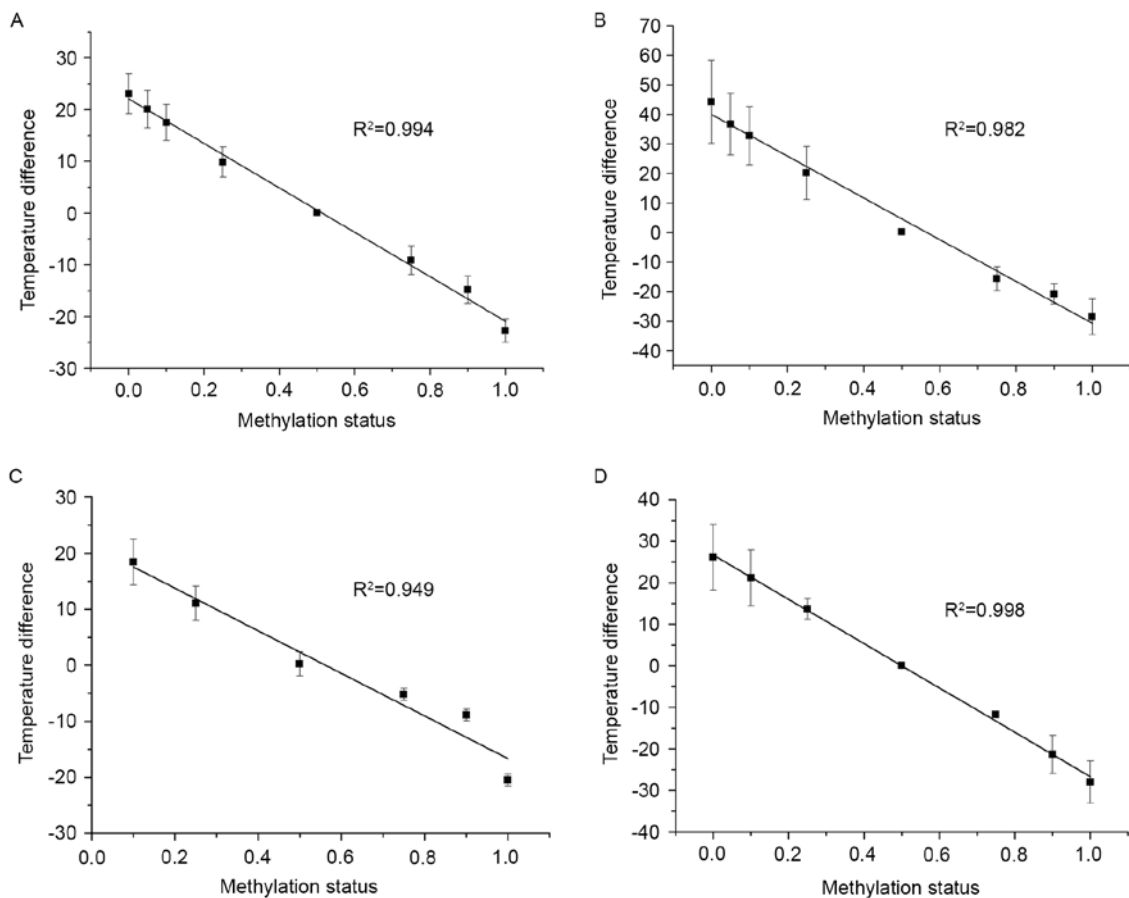 A
Temperature difference
30
20
10
0
-10
-20
-30
R²=0.994
0.0 0.2 0.4 0.6 0.8 1.0
Methylation status
B
Temperature difference
70
60
50
40
30
20
10
0
-10
-20
-30
-40
R²=0.982
0.0 0.2 0.4 0.6 0.8 1.0
Methylation status
C
Temperature difference
30
20
10
0
-10
-20
-30
R²=0.949
0.0 0.2 0.4 0.6 0.8 1.0
Methylation status
D
Temperature difference
40
30
20
10
0
-10
-20
-30
-40
R²=0.998
0.0 0.2 0.4 0.6 0.8 1.0
Methylation status